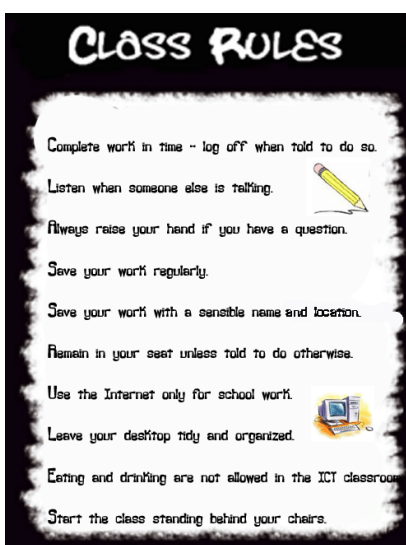 Class Rules
Complete work in time - log off when told to do so.
Listen when someone else is talking.
Always raise your hand if you have a question.
Save your work regularly.
Save your work with a sensible name and location.
Remain in your seat unless told to do otherwise.
Use the Internet only for school work.
Leave your desktop tidy and organized.
Eating and drinking are not allowed in the ICT classroom
Start the class standing behind your chairs.